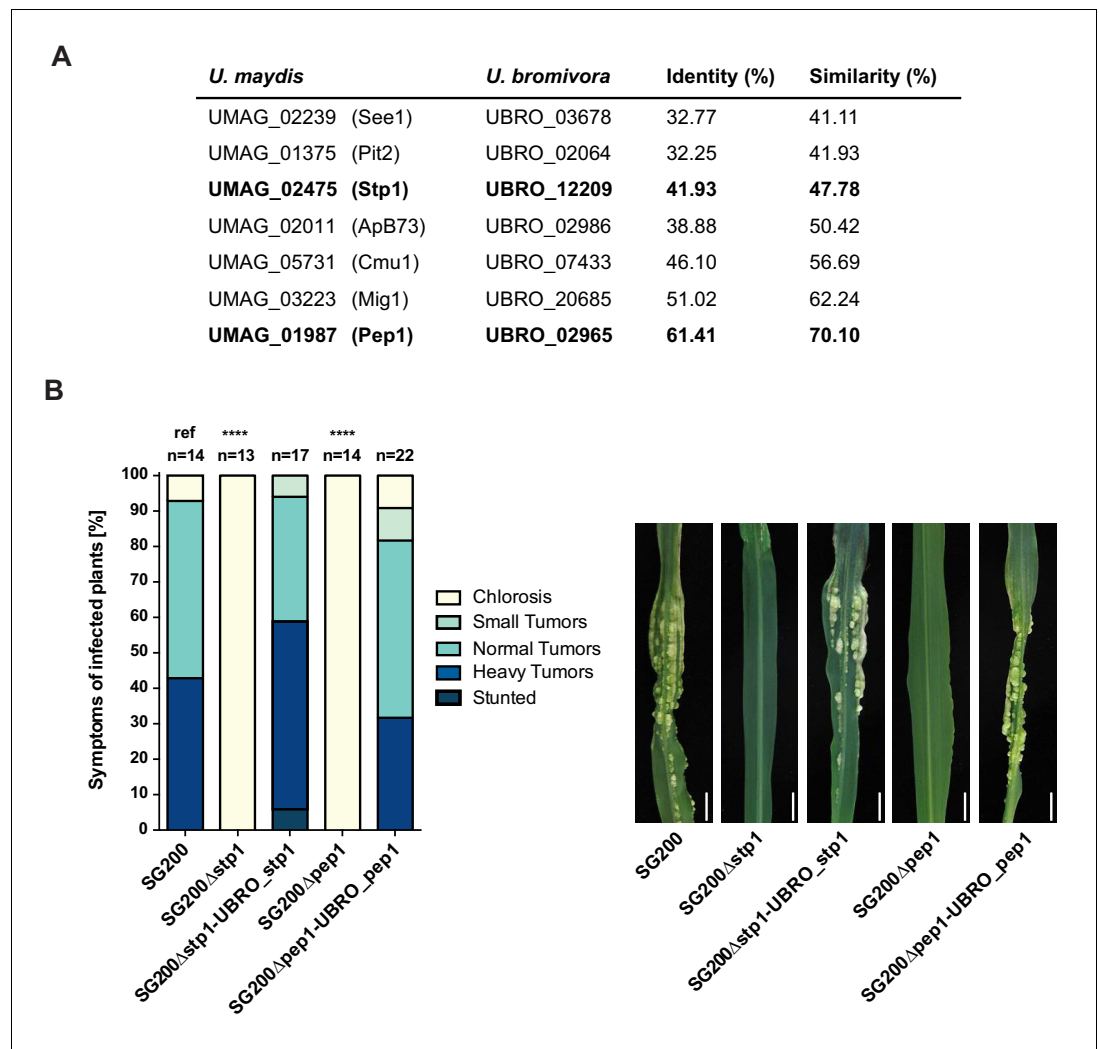 A
U. maydis U. bromivora Identity (%) Similarity (%)
UMAG_02239 (See1) UBRO_03678 32.77 41.11
UMAG_01375 (Pit2) UBRO_02064 32.25 41.93
UMAG_02475 (Stp1) UBRO_12209 41.93 47.78
UMAG_02011 (ApB73) UBRO_02986 38.88 50.42
UMAG_05731 (Cmu1) UBRO_07433 46.10 56.69
UMAG_03223 (Mig1) UBRO_20685 51.02 62.24
UMAG_01987 (Pep1) UBRO_02965 61.41 70.10
B
ref **** ****
n=14 n=13 n=17 n=14 n=22
Symptoms of infected plants [%]
100
90
80
70
60
50
40
30
20
10
0
SG200
SG200Δstp1
SG200Δstp1-UBRO_stp1
SG200Δpep1
SG200Δpep1-UBRO_pep1
Chlorosis
Small Tumors
Normal Tumors
Heavy Tumors
Stunted
SG200
SG200Δstp1
SG200Δstp1-UBRO_stp1
SG200Δpep1
SG200Δpep1-UBRO_pep1